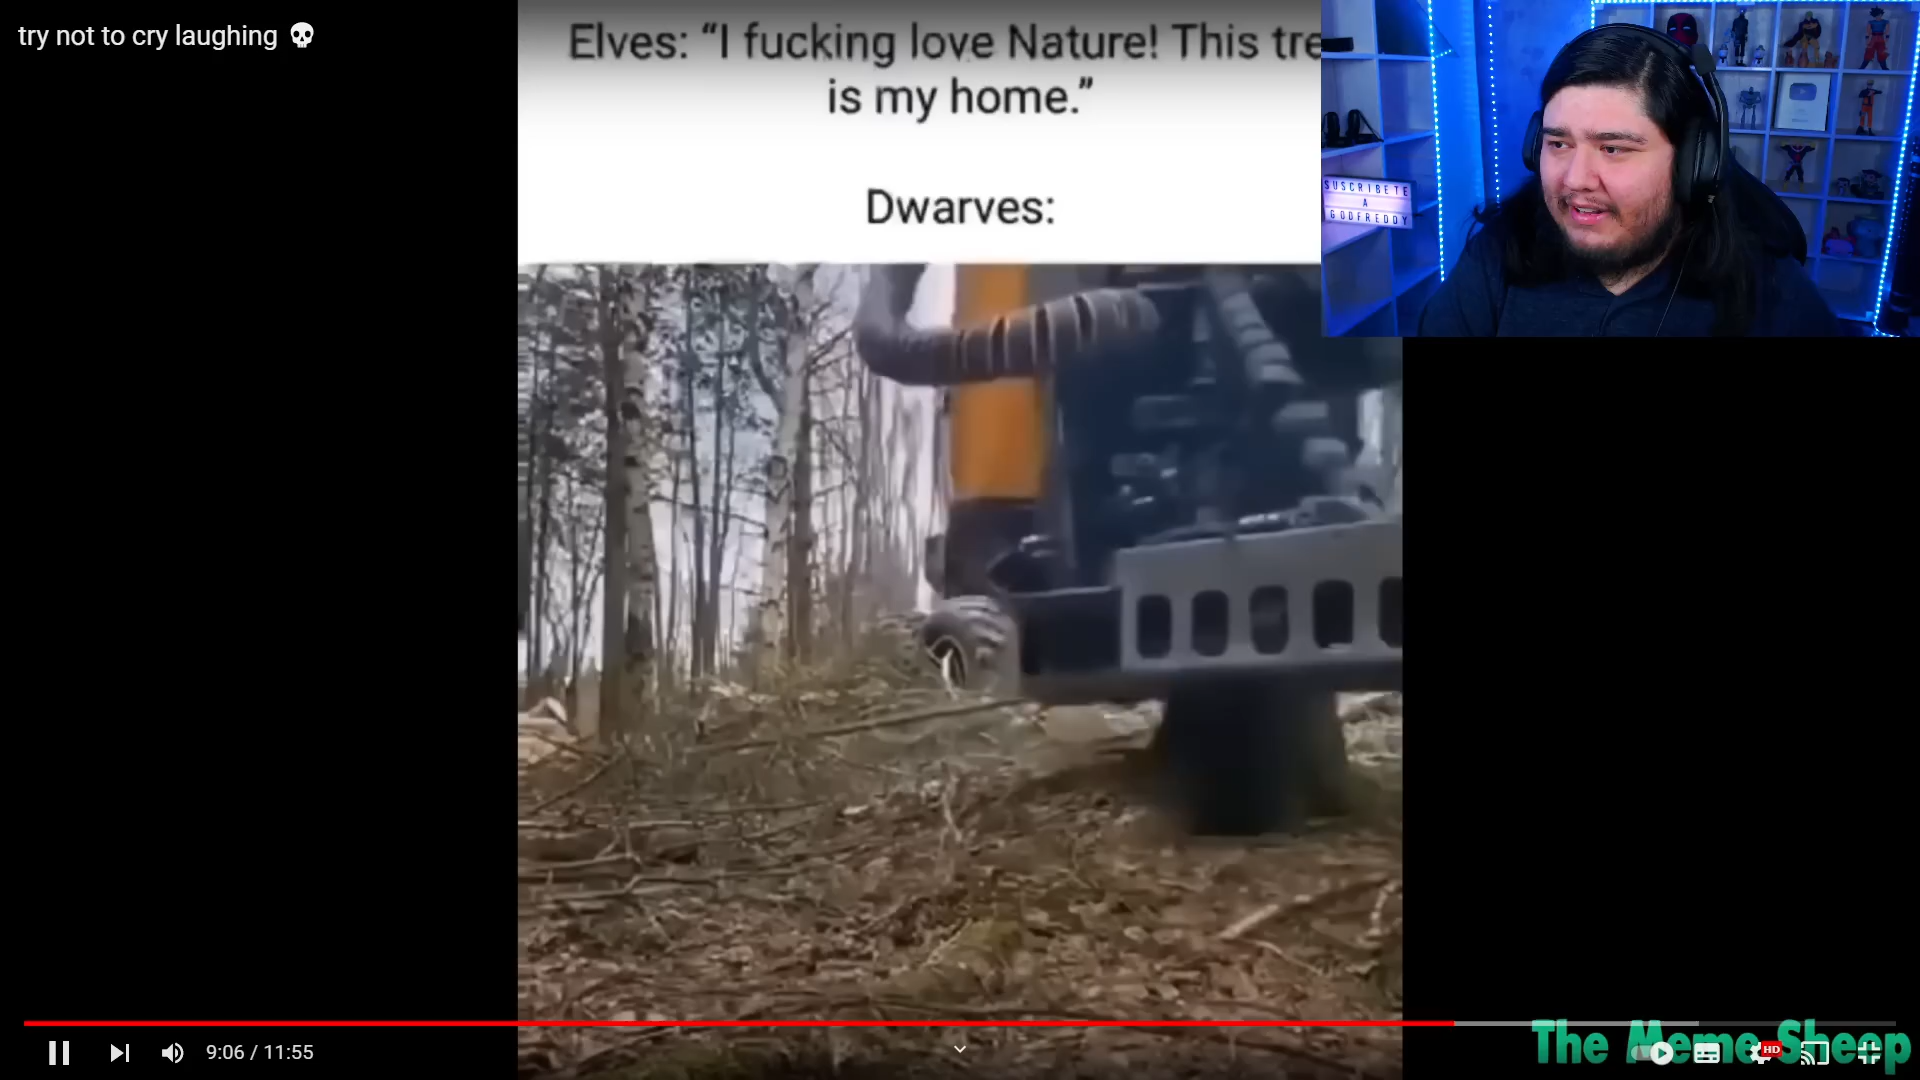 try not to cry laughing 💀
Elves: “I fucking love Nature! This tre
is my home.”
Dwarves:
SUSCRIBETE
A
GODFREDDY
9:06 / 11:55
HD
The Meme Sheep